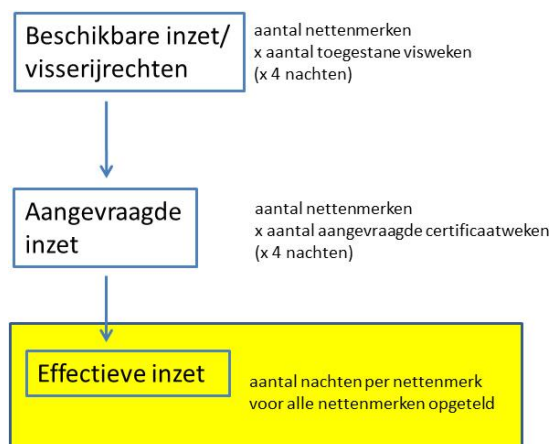 Beschikbare inzet/
visserijrechten
aantal nettenmerken
x aantal toegestane visweken
(x 4 nachten)
Aangevraagde
inzet
aantal nettenmerken
x aantal aangevraagde certificaatweken
(x 4 nachten)
Effectieve inzet
aantal nachten per nettenmerk
voor alle nettenmerken opgeteld